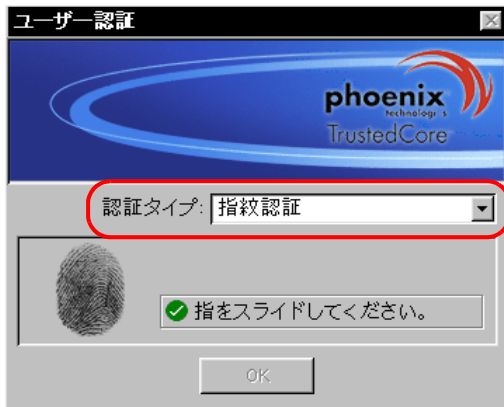 ユーザー認証
phoenix
technologies
TrustedCore
認証タイプ: 指紋認証
指をスライドしてください。
OK